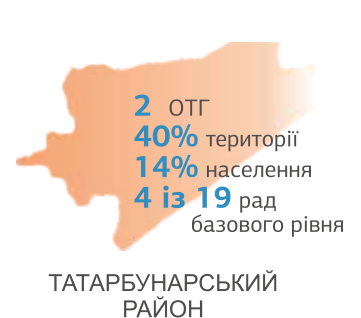 2 ОТГ
40% території
14% населення
4 із 19 рад
базового рівня
ТАТАРБУНАРСЬКИЙ
РАЙОН